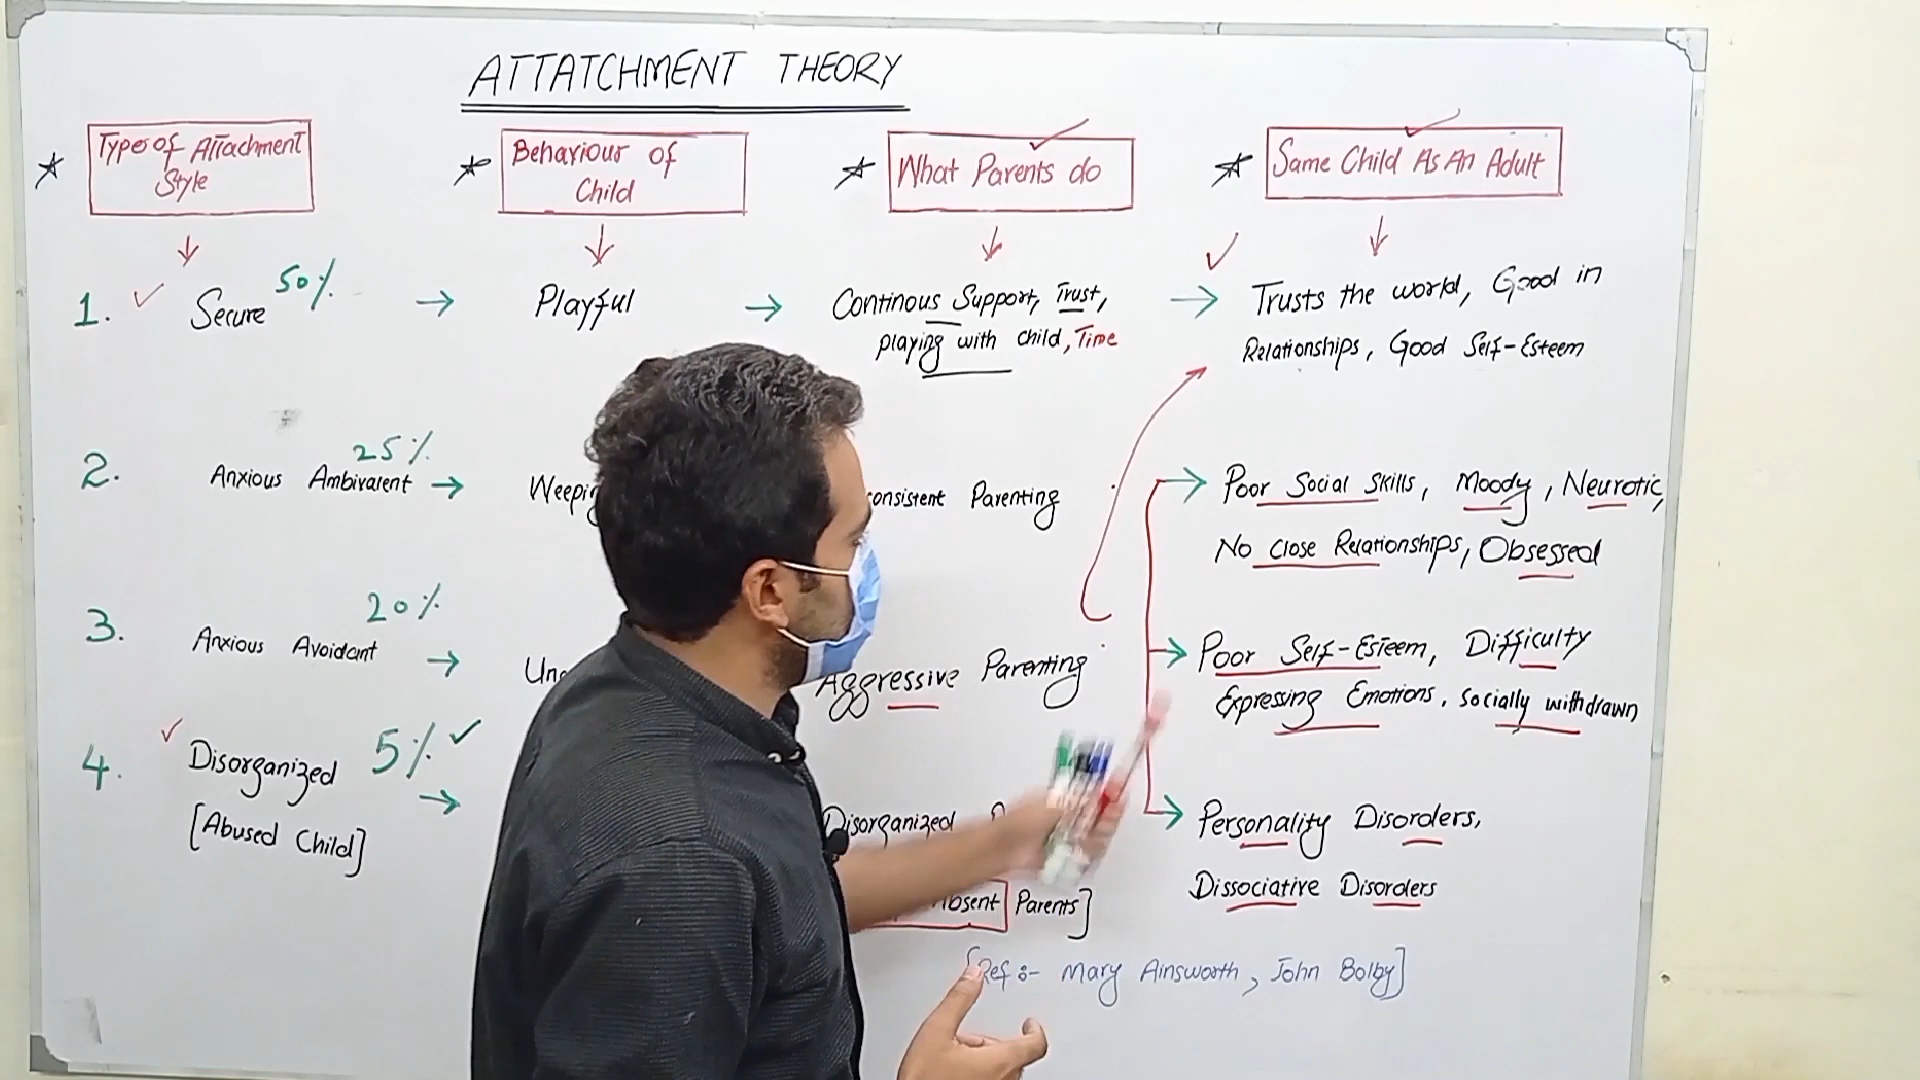 ATTATCHMENT THEORY
Types of Attachment
Style
Behaviour of
Child
What Parents do
Same Child As An Adult
1. Secure 50%
Playful
Continous Support, Trust,
playing with child, Time
Trusts the world, Good in
Relationships, Good Self-Esteem
2. Anxious Ambivalent 25%
Parenting
Poor Social Skills, Moody, Neurotic,
No close Relationships, Obsessed
3. Anxious Avoidant 20%
Aggressive Parenting
Poor Self-Esteem, Difficulty
Expressing Emotions, Socially withdrawn
4. Disorganized 5%
[Abused Child]
Disorganized
Absent Parents]
Personality Disorders,
Dissociative Disorders
[Ref :- Mary Ainsworth, John Bolby]